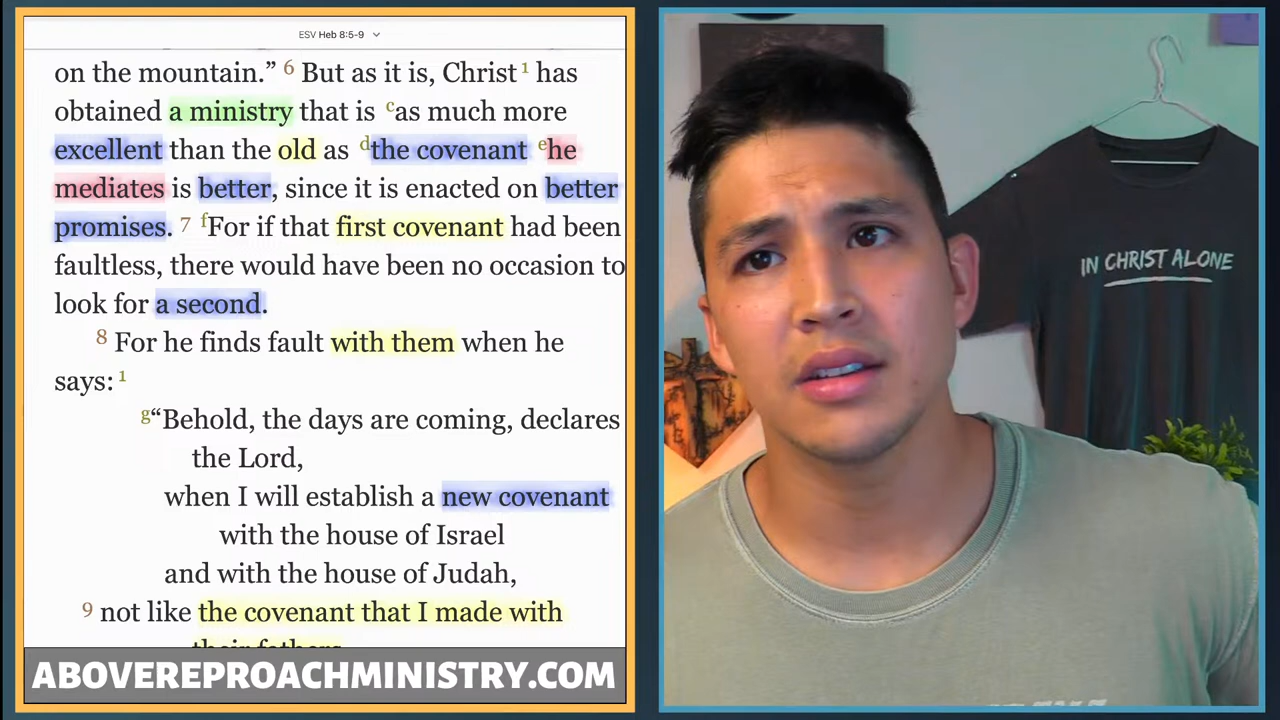 ESV Heb 8:5-9
on the mountain.” 6 But as it is, Christ 1 has
obtained a ministry that is c as much more
excellent than the old as d the covenant e he
mediates is better, since it is enacted on better
promises. 7 f For if that first covenant had been
faultless, there would have been no occasion to
look for a second.
8 For he finds fault with them when he
says: 1
g “Behold, the days are coming, declares
the Lord,
when I will establish a new covenant
with the house of Israel
and with the house of Judah,
9 not like the covenant that I made with
their fathers
ABOVEREPROACHMINISTRY.COM
IN CHRIST ALONE